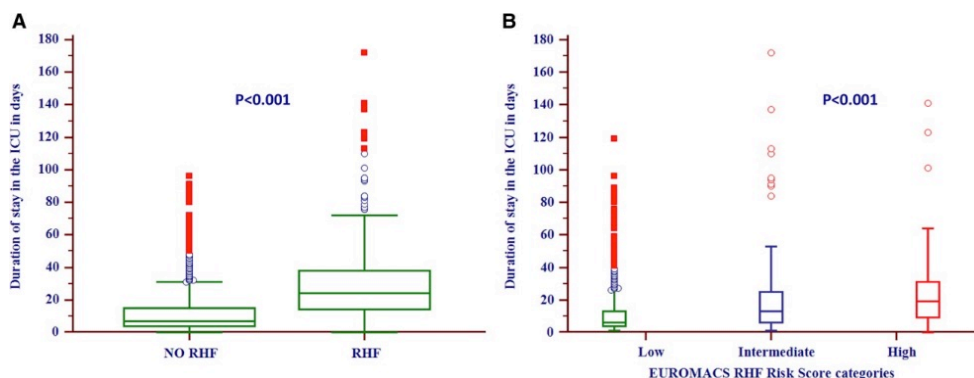 A
Duration of stay in the ICU in days
180
160
140
120
100
80
60
40
20
0
P<0.001
NO RHF
RHF
B
Duration of stay in the ICU in days
180
160
140
120
100
80
60
40
20
0
P<0.001
Low
Intermediate
High
EUROMACS RHF Risk Score categories